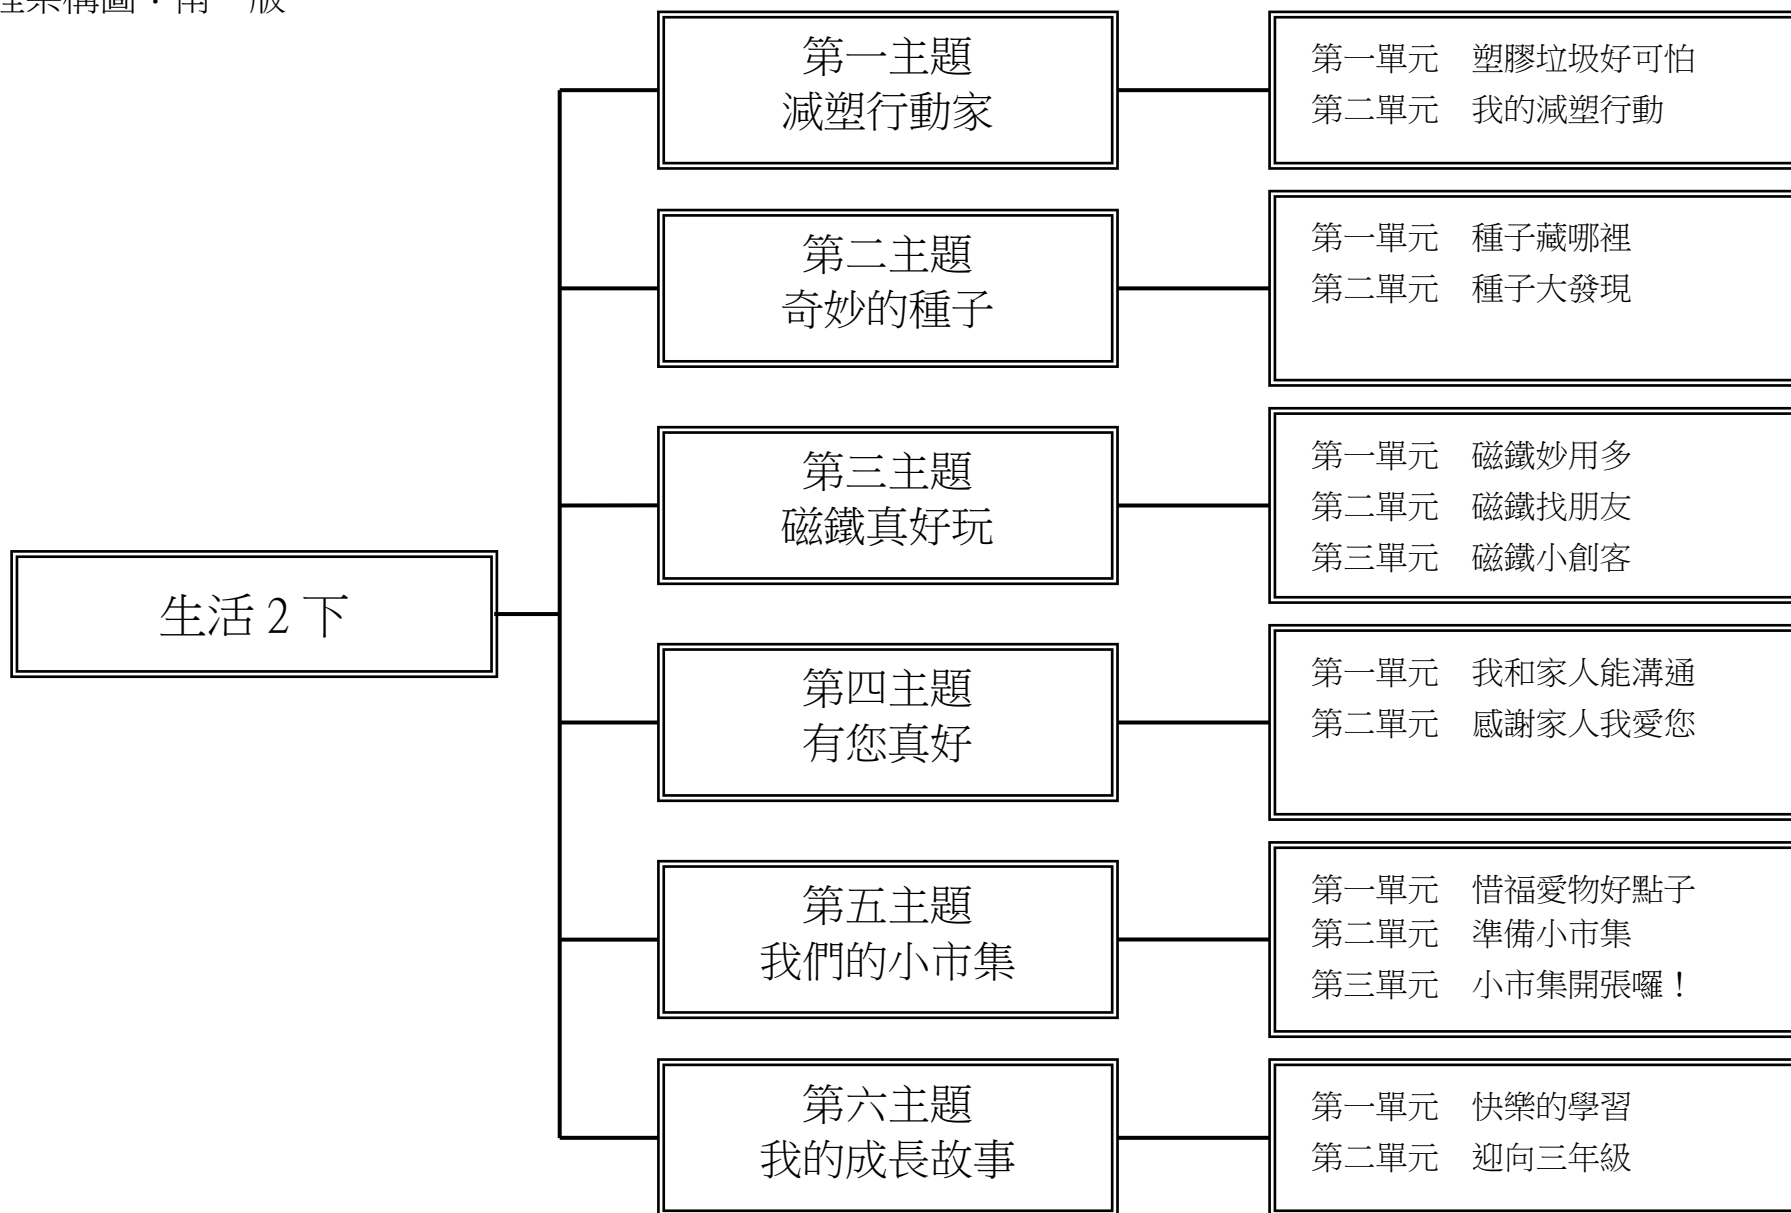 生活 2 下
第一主題
減塑行動家
第一單元　塑膠垃圾好可怕
第二單元　我的減塑行動
第二主題
奇妙的種子
第一單元　種子藏哪裡
第二單元　種子大發現
第三主題
磁鐵真好玩
第一單元　磁鐵妙用多
第二單元　磁鐵找朋友
第三單元　磁鐵小創客
第四主題
有您真好
第一單元　我和家人能溝通
第二單元　感謝家人我愛您
第五主題
我們的小市集
第一單元　惜福愛物好點子
第二單元　準備小市集
第三單元　小市集開張囉！
第六主題
我的成長故事
第一單元　快樂的學習
第二單元　迎向三年級